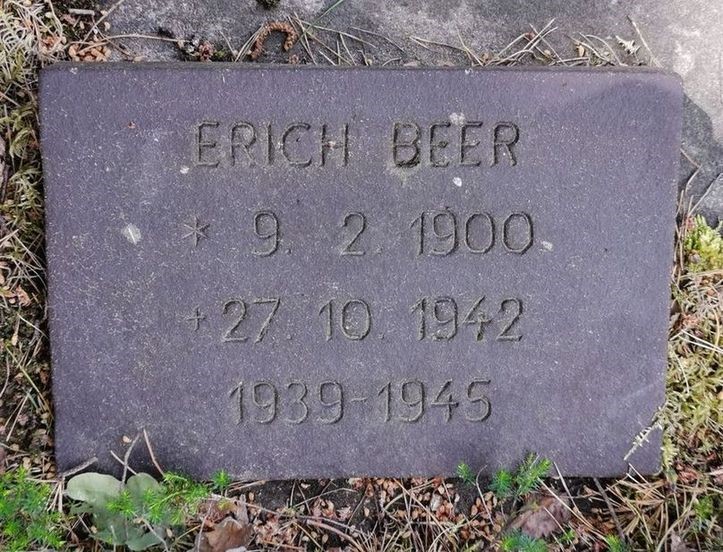 ERICH BEER
* 9. 2. 1900
+ 27. 10. 1942
1939-1945